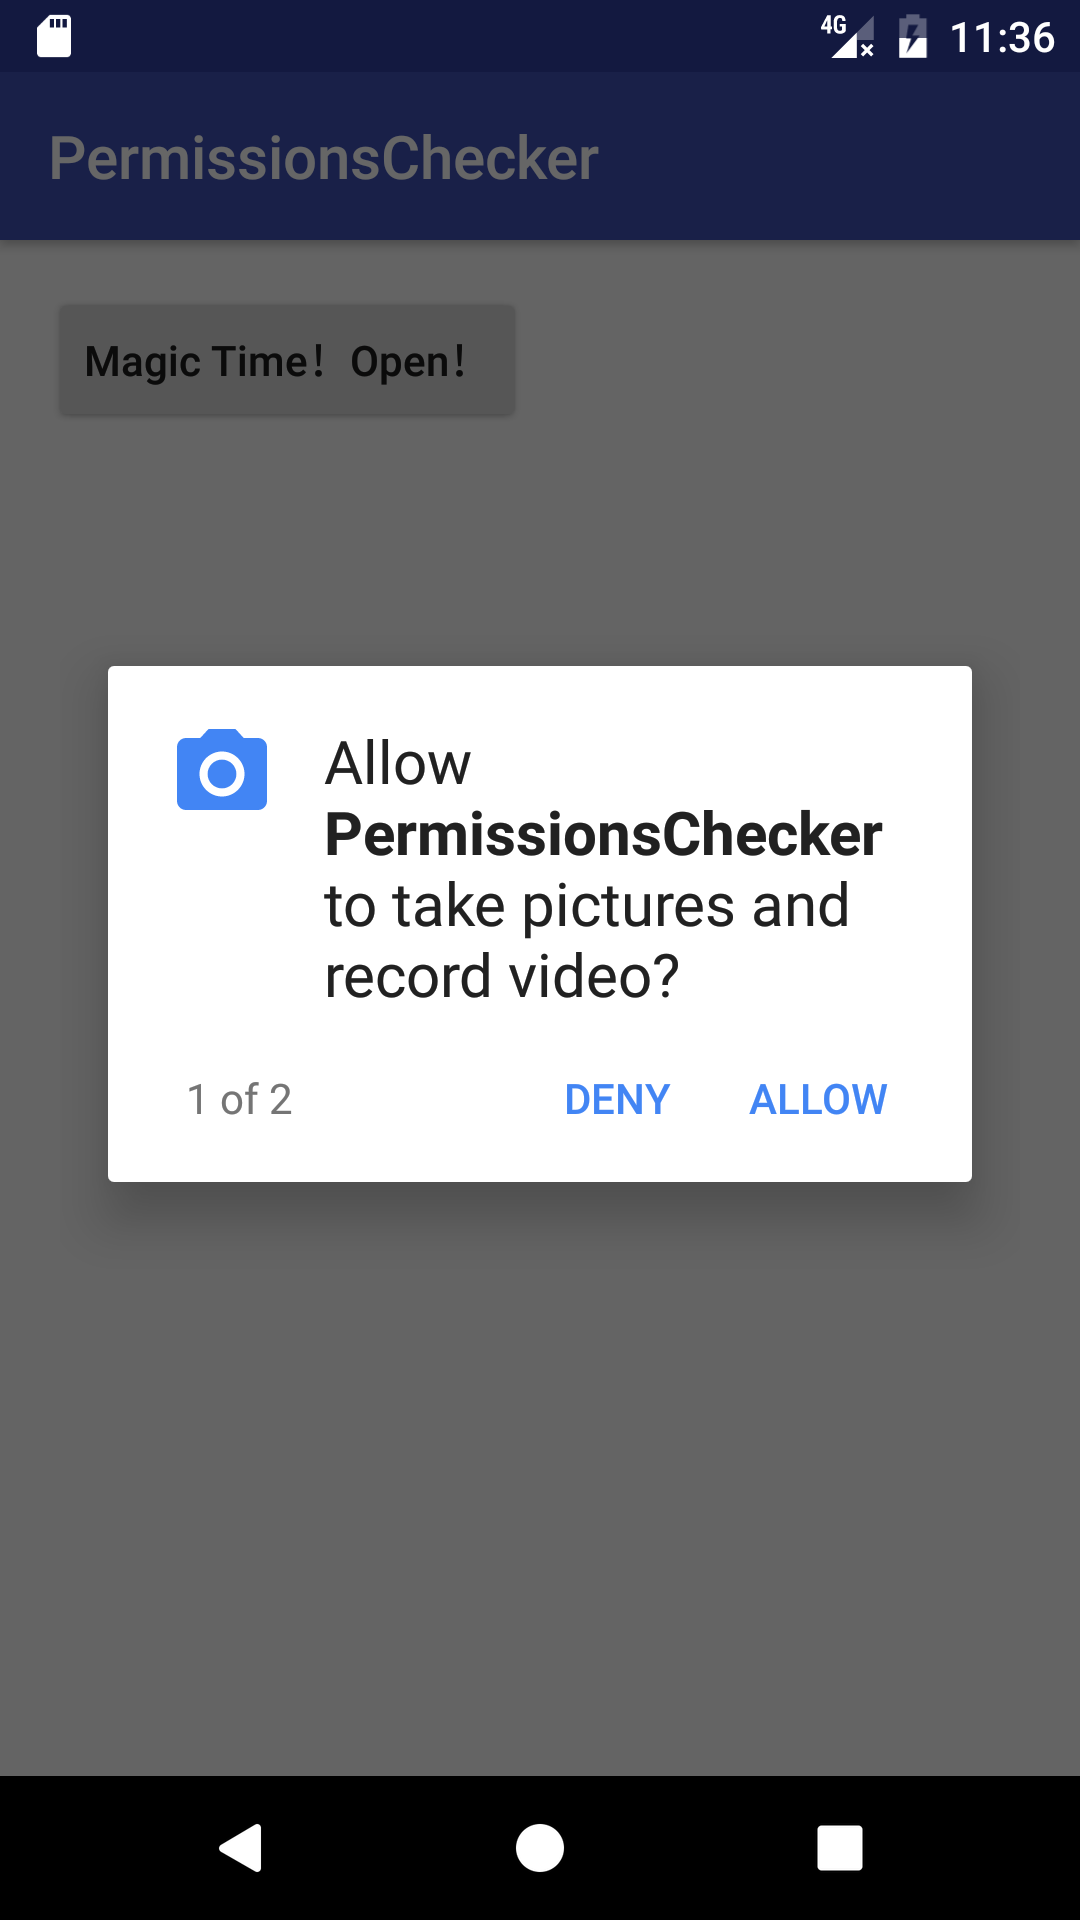 4G 11:36
PermissionsChecker
Magic Time！Open！
Allow
PermissionsChecker
to take pictures and
record video?
1 of 2 DENY ALLOW